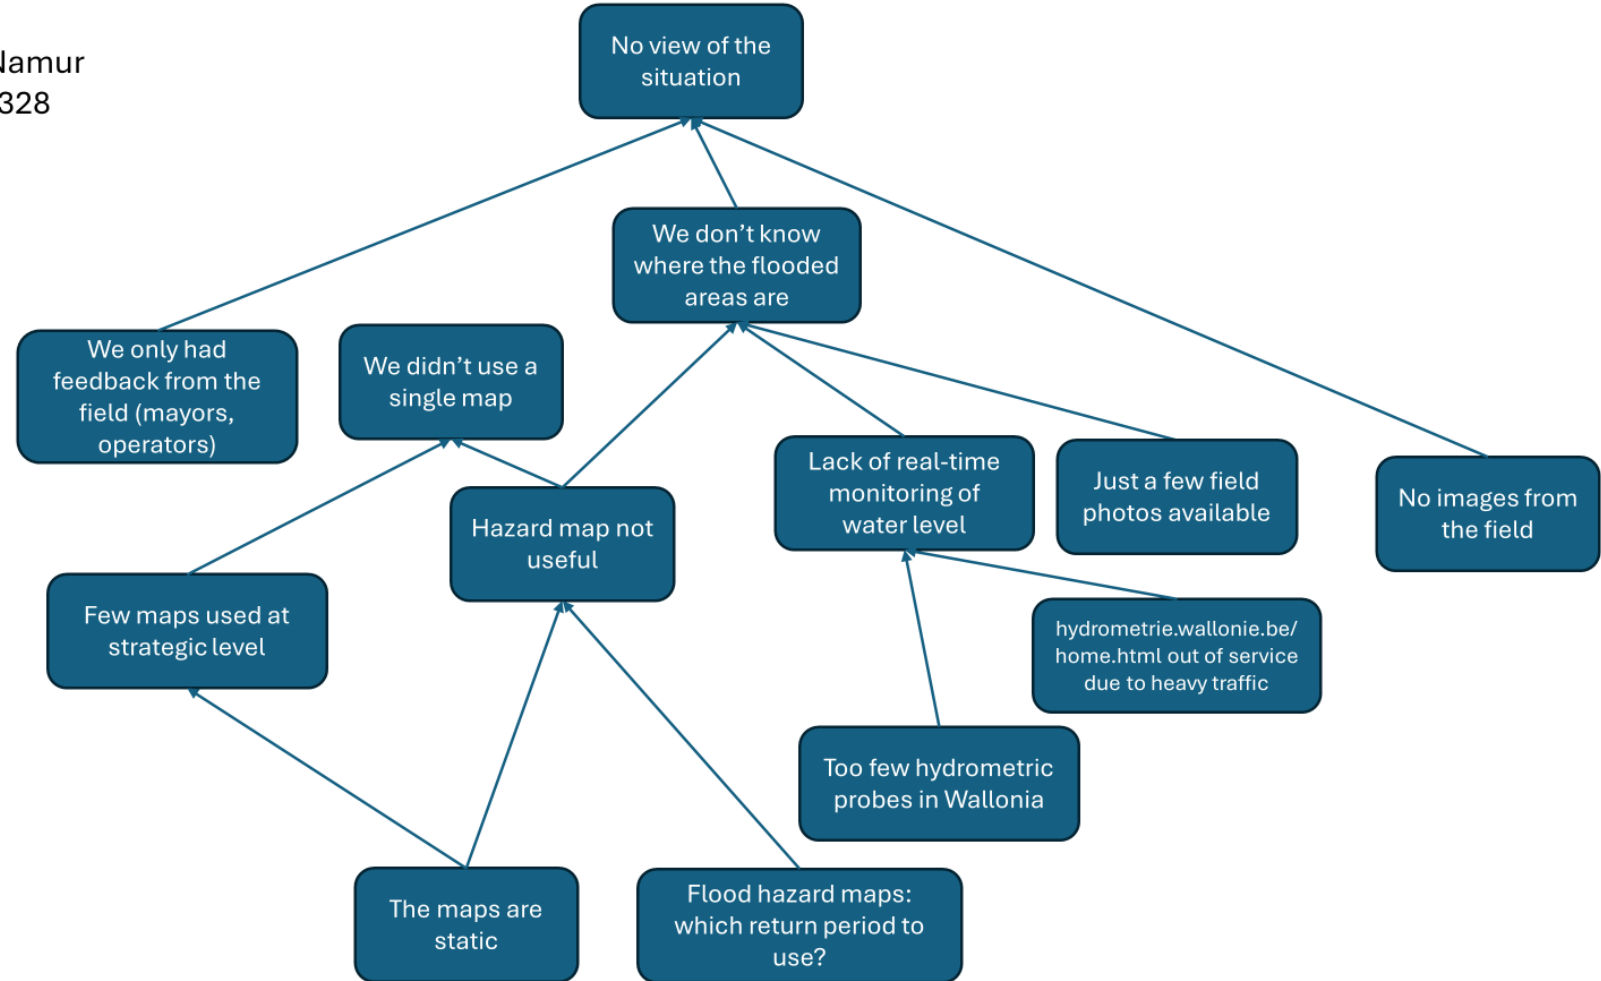 Namur
328
No view of the
situation
We don’t know
where the flooded
areas are
We only had
feedback from the
field (mayors,
operators)
We didn’t use a
single map
Lack of real-time
monitoring of
water level
Just a few field
photos available
No images from
the field
Hazard map not
useful
Few maps used at
strategic level
hydrometrie.wallonie.be/
home.html out of service
due to heavy traffic
Too few hydrometric
probes in Wallonia
The maps are
static
Flood hazard maps:
which return period to
use?